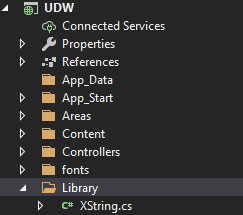 UDW
Connected Services
Properties
References
App_Data
App_Start
Areas
Content
Controllers
fonts
Library
C# XString.cs